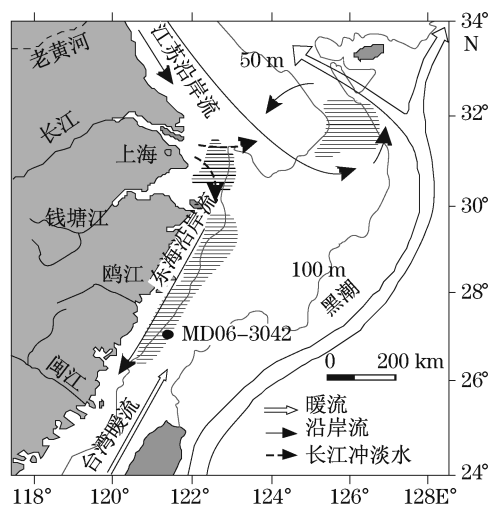 老黄河
江苏沿岸流
50 m
34°
N
长江
32°
上海
钱塘江
30°
东海沿岸流
瓯江
100 m
黑潮
28°
MD06-3042
闽江
0 200 km
26°
台湾暖流
暖流
沿岸流
长江冲淡水
24°
118° 120° 122° 124° 126° 128°E